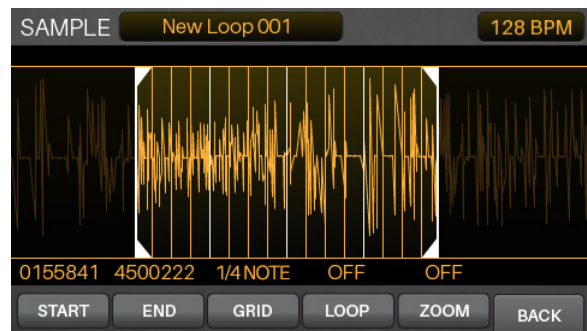 SAMPLE New Loop 001 128 BPM
0155841 4500222 1/4 NOTE OFF OFF
START END GRID LOOP ZOOM BACK